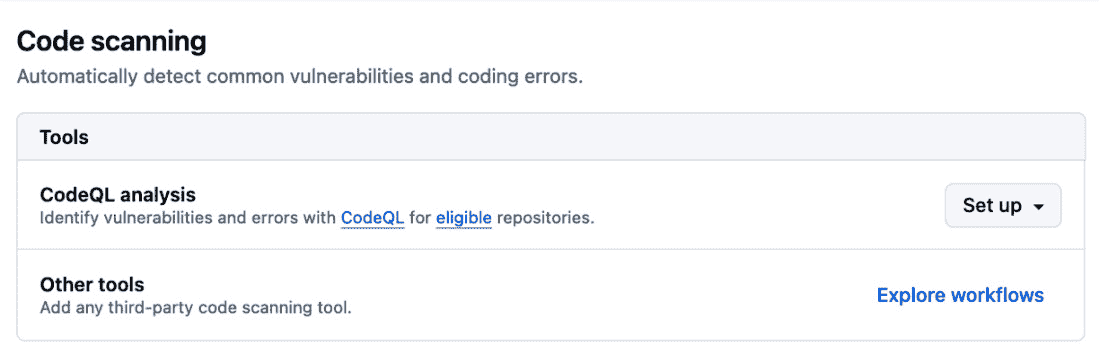 Code scanning
Automatically detect common vulnerabilities and coding errors.
Tools
CodeQL analysis
Identify vulnerabilities and errors with CodeQL for eligible repositories.
Set up
Other tools
Add any third-party code scanning tool.
Explore workflows